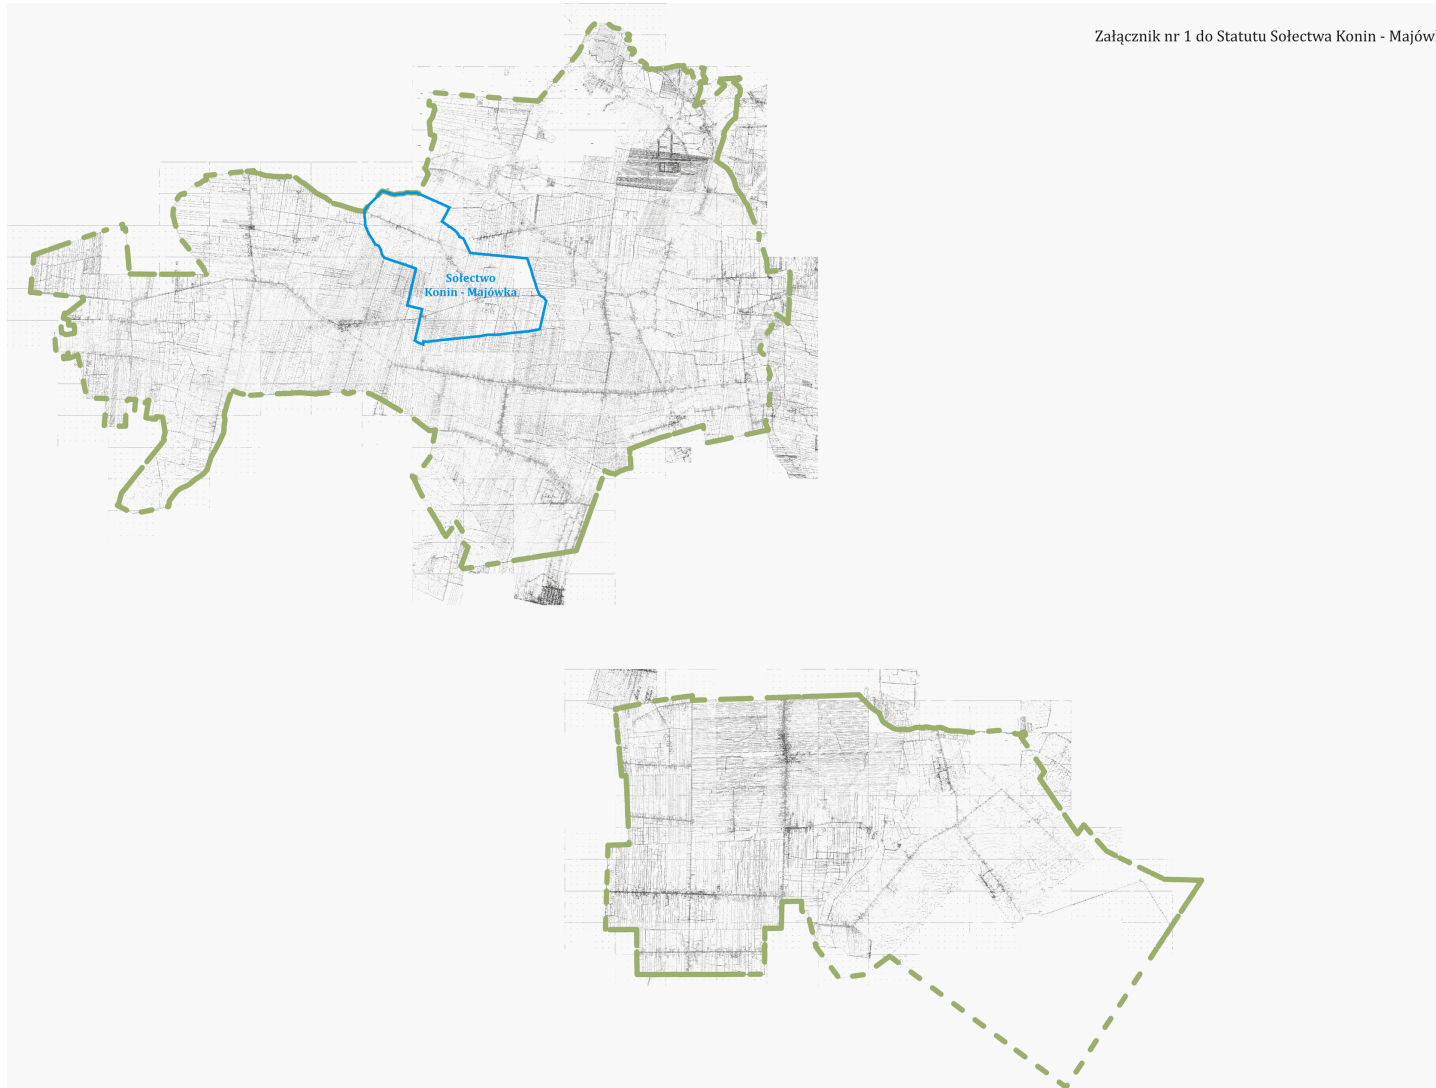 Załącznik nr 1 do Statutu Sołectwa Konin - Majów
Sołectwo
Konin - Majówka